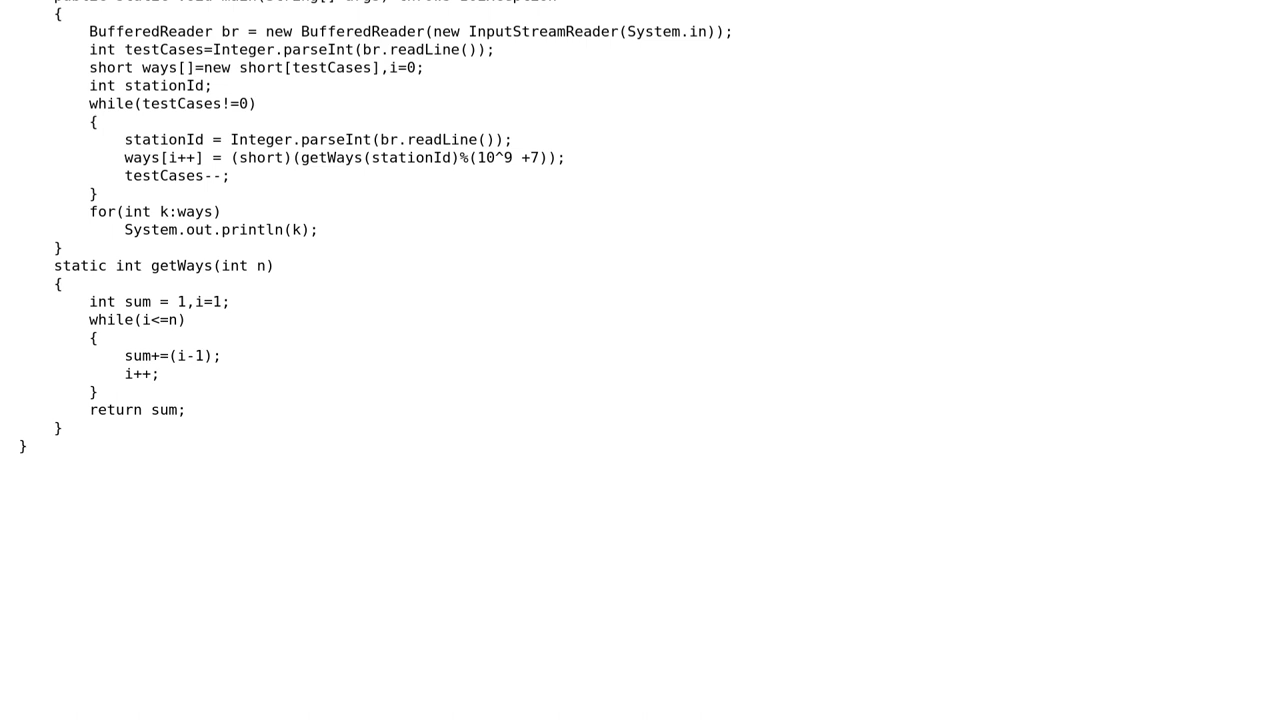 {
BufferedReader br = new BufferedReader(new InputStreamReader(System.in));
int testCases=Integer.parseInt(br.readLine());
short ways[]=new short[testCases],i=0;
int stationId;
while(testCases!=0)
{
stationId = Integer.parseInt(br.readLine());
ways[i++] = (short)(getWays(stationId)%(10^9 +7));
testCases--;
}
for(int k:ways)
System.out.println(k);
}
static int getWays(int n)
{
int sum = 1,i=1;
while(i<=n)
{
sum+=(i-1);
i++;
}
return sum;
}
}